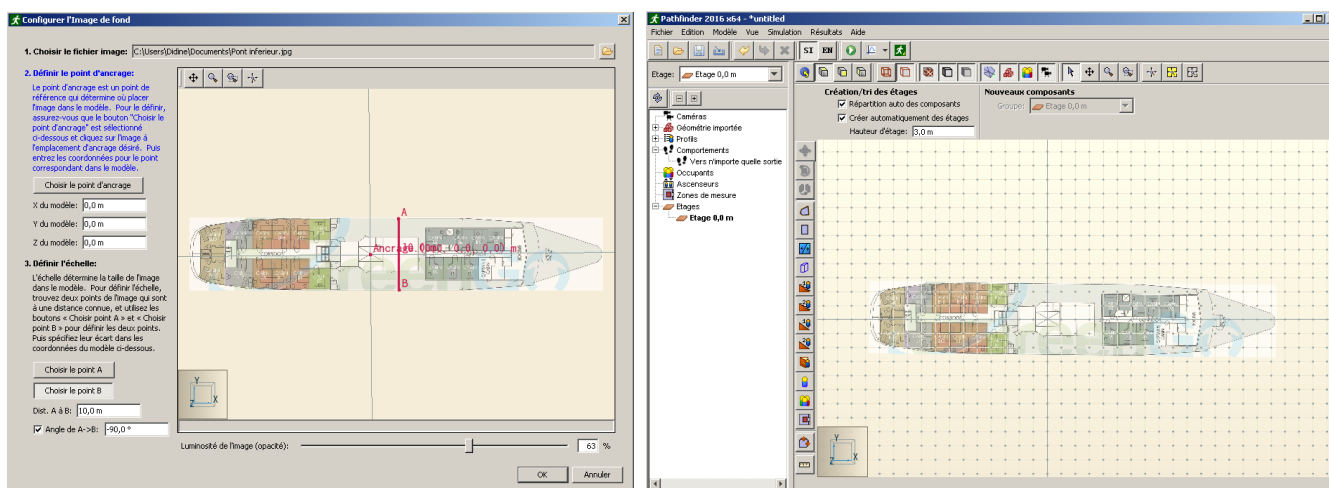 Configurer l'Image de fond
1. Choisir le fichier image: C:\Users\Didine\Documents\Pont inferieur.jpg
2. Définir le point d'ancrage:
Le point d'ancrage est un point de
référence qui détermine où placer
l'image dans le modèle. Pour le définir,
assurez-vous que le bouton "Choisir le
point d'ancrage" est sélectionné
ci-dessous et cliquez sur l'image à
l'emplacement d'ancrage désiré. Puis
entrez les coordonnées pour le point
correspondant dans le modèle.
Choisir le point d'ancrage
X du modèle: 0,0 m
Y du modèle: 0,0 m
Z du modèle: 0,0 m
3. Définir l'échelle:
L'échelle détermine la taille de l'image
dans le modèle. Pour définir l'échelle,
trouvez deux points de l'image qui sont
à une distance connue, et utilisez les
boutons « Choisir point A » et « Choisir
point B » pour définir les deux points.
Puis spécifiez leur écart dans les
coordonnées du modèle ci-dessous.
Choisir le point A
Choisir le point B
Dist. A à B: 10,0 m
Angle de A->B: -90,0 °
A
B
Y
Z
X
Luminosité de l'image (opacité): 63 %
OK
Annuler
Pathfinder 2016 x64 - *untitled
Fichier Edition Modèle Vue Simulation Résultats Aide
SI EN
Etage: Etage 0,0 m
Caméras
Géométrie importée
Profils
Comportements
Vers n'importe quelle sortie
Occupants
Ascenseurs
Zones de mesure
Etages
Etage 0,0 m
Création/tri des étages
Répartition auto des composants
Créer automatiquement des étages
Hauteur d'étage: 3,0 m
Nouveaux composants
Groupe: Etage 0,0 m
Y
Z
X